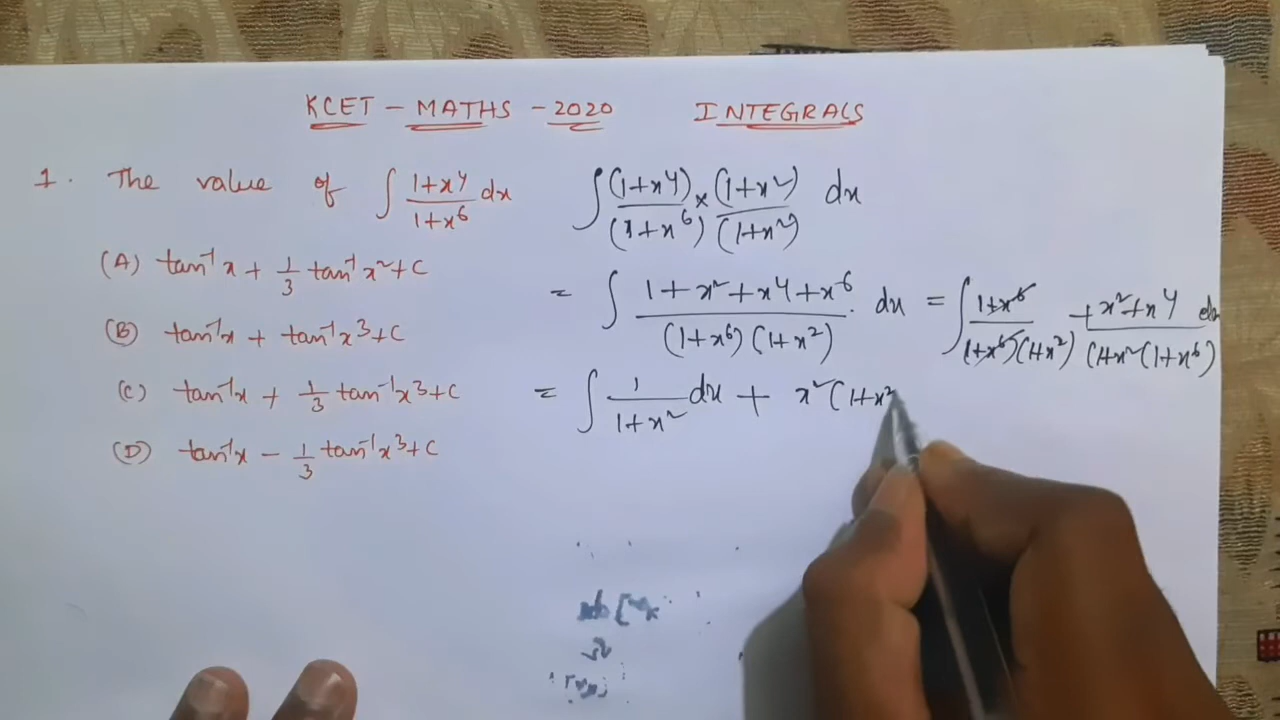 KCET - MATHS - 2020 INTEGRALS
1. The value of ∫ (1+x⁴)/(1+x⁶) dx
(A) tan⁻¹x + 1/3 tan⁻¹x² + C
(B) tan⁻¹x + tan⁻¹x³ + C
(C) tan⁻¹x + 1/3 tan⁻¹x³ + C
(D) tan⁻¹x - 1/3 tan⁻¹x³ + C
∫ (1+x⁴)/(1+x⁶) × (1+x²)/(1+x²) dx
= ∫ (1+x²+x⁴+x⁶)/((1+x⁶)(1+x²)) dx = ∫ (1+x⁶)/((1+x⁶)(1+x²)) + (x²+x⁴)/((1+x²)(1+x⁶)) dx
= ∫ 1/(1+x²) dx + x²(1+x²